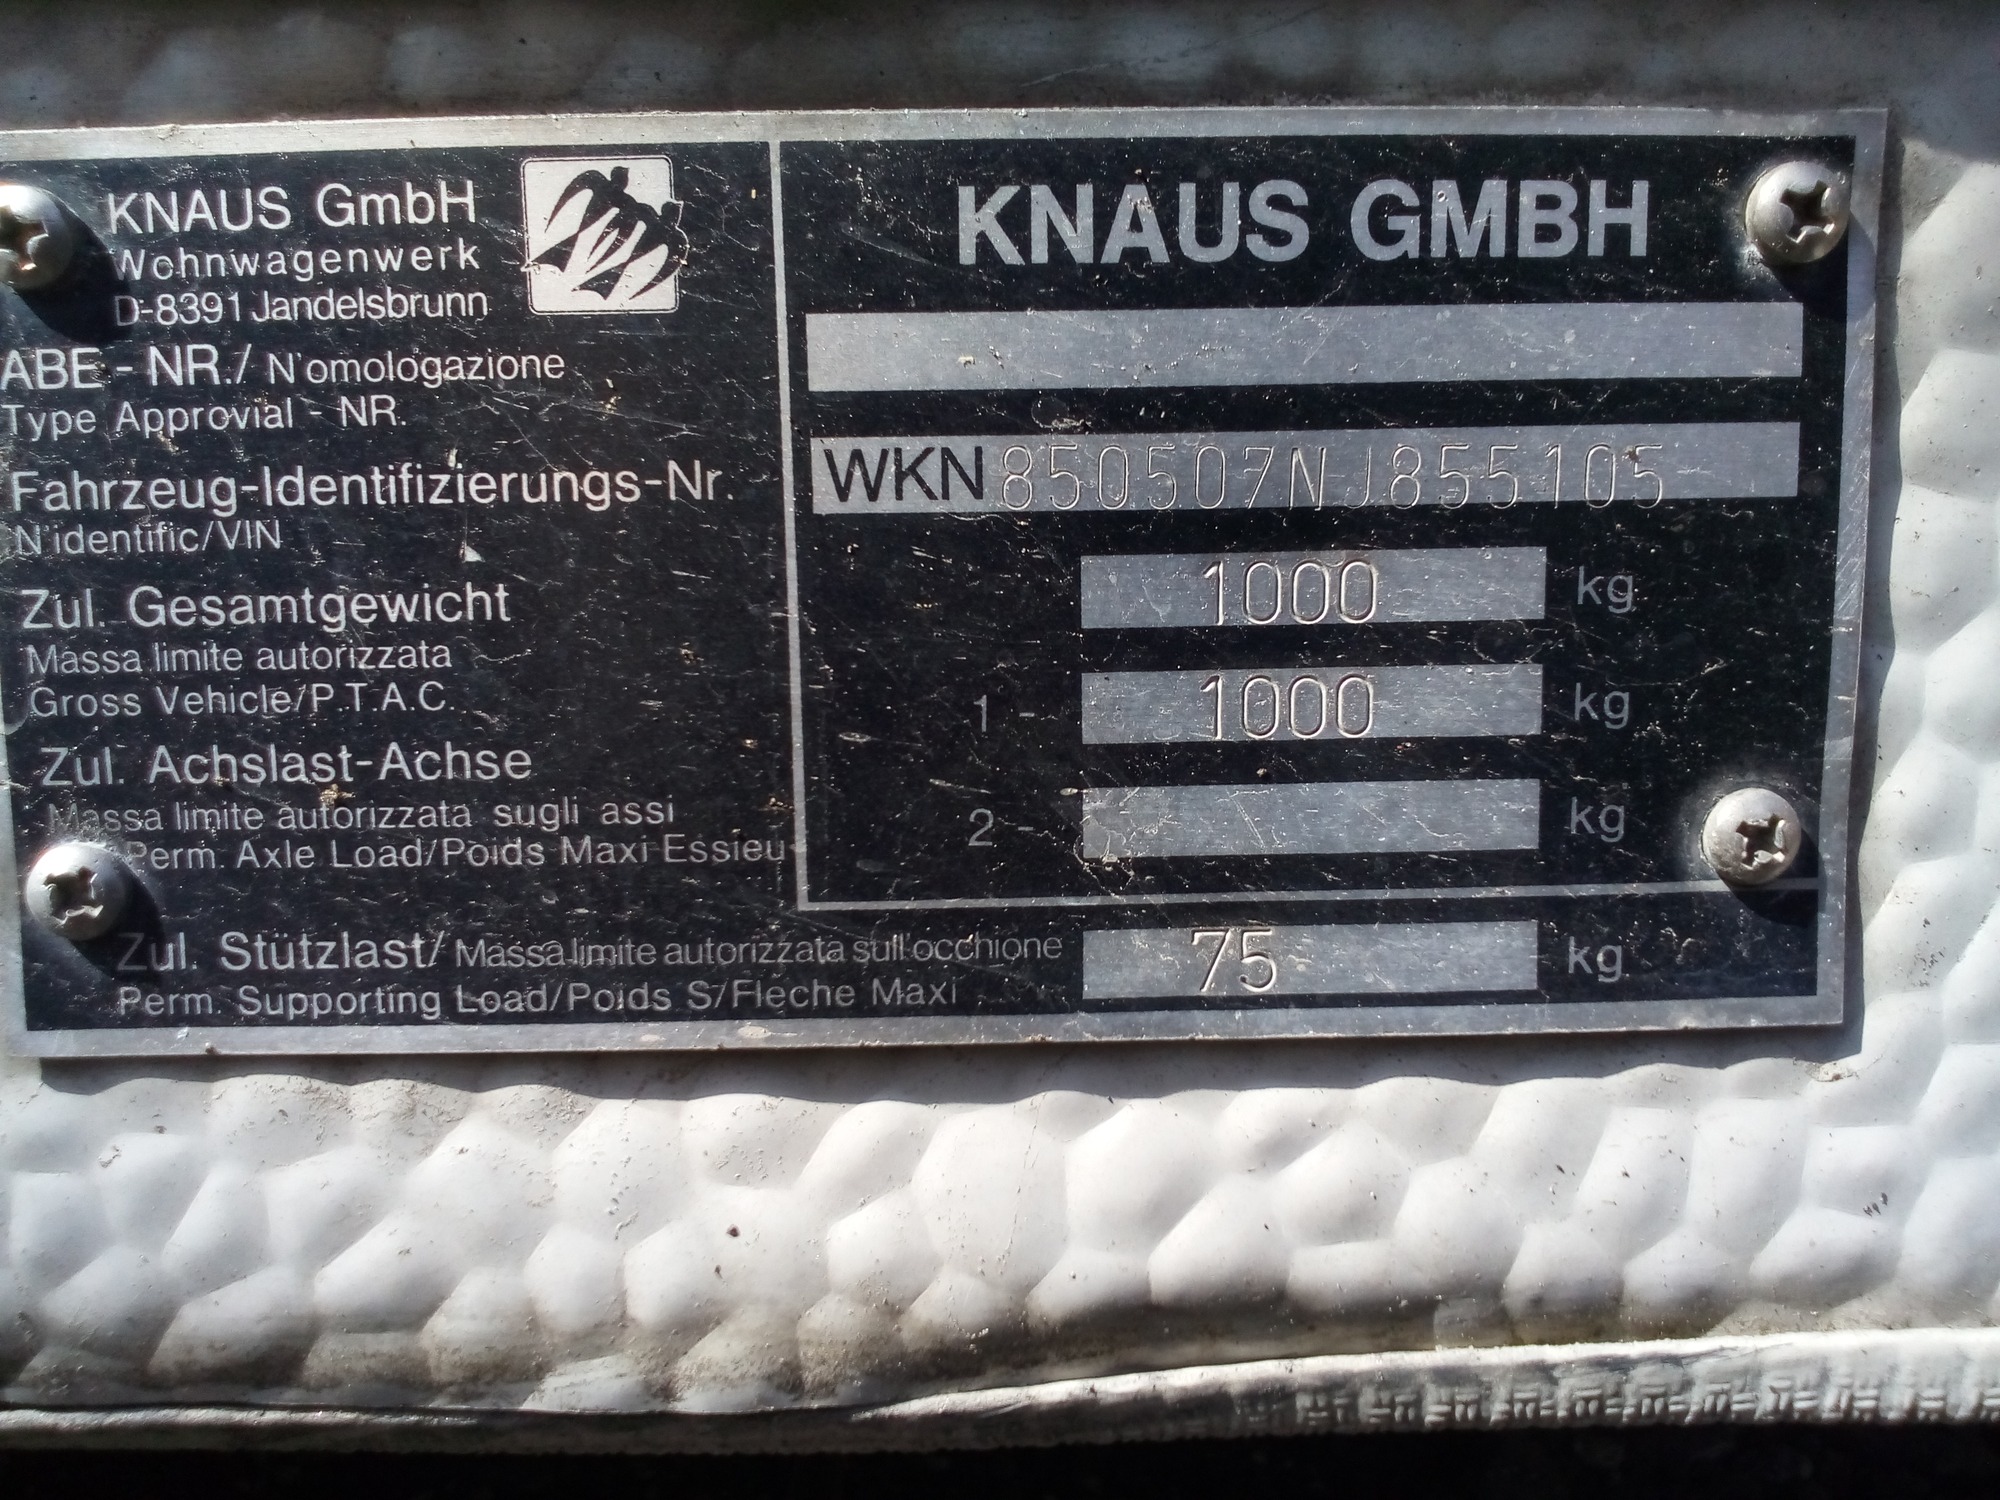 KNAUS GmbH
Wohnwagenwerk
D-8391 Jandelsbrunn
KNAUS GMBH
ABE - NR./ N'omologazione
Type Approvial - NR.
Fahrzeug-Identifizierungs-Nr.
N'identific/VIN
WKN 850507NJ855105
Zul. Gesamtgewicht
Massa limite autorizzata
Gross Vehicle/P.T.A.C.
1000 kg
Zul. Achslast-Achse
Massa limite autorizzata sugli assi
Perm. Axle Load/Poids Maxi Essieu
1 - 1000 kg
2 - kg
Zul. Stützlast/ Massa limite autorizzata sull'occhione
Perm. Supporting Load/Poids S/Fleche Maxi
75 kg